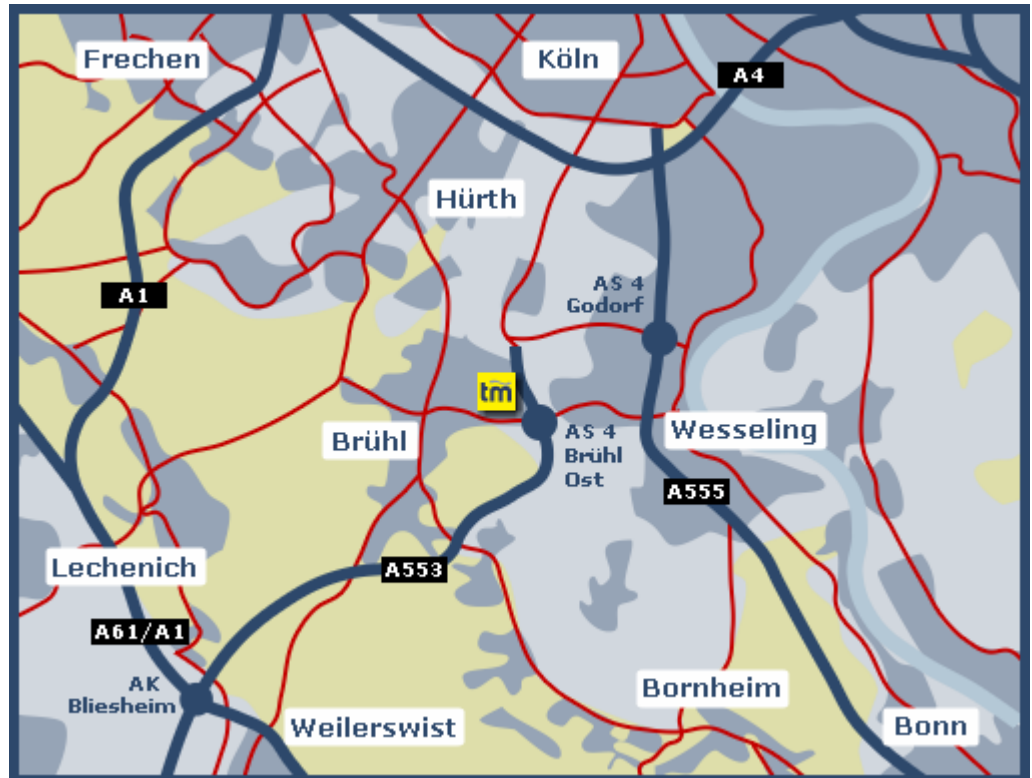 Frechen
Köln
A4
Hürth
AS 4
Godorf
A1
tm
Brühl
AS 4
Brühl
Ost
Wesseling
A555
Lechenich
A553
A61/A1
AK
Bliesheim
Bornheim
Weilerswist
Bonn